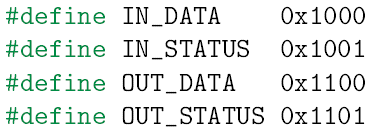 #define IN_DATA 0x1000
#define IN_STATUS 0x1001
#define OUT_DATA 0x1100
#define OUT_STATUS 0x1101